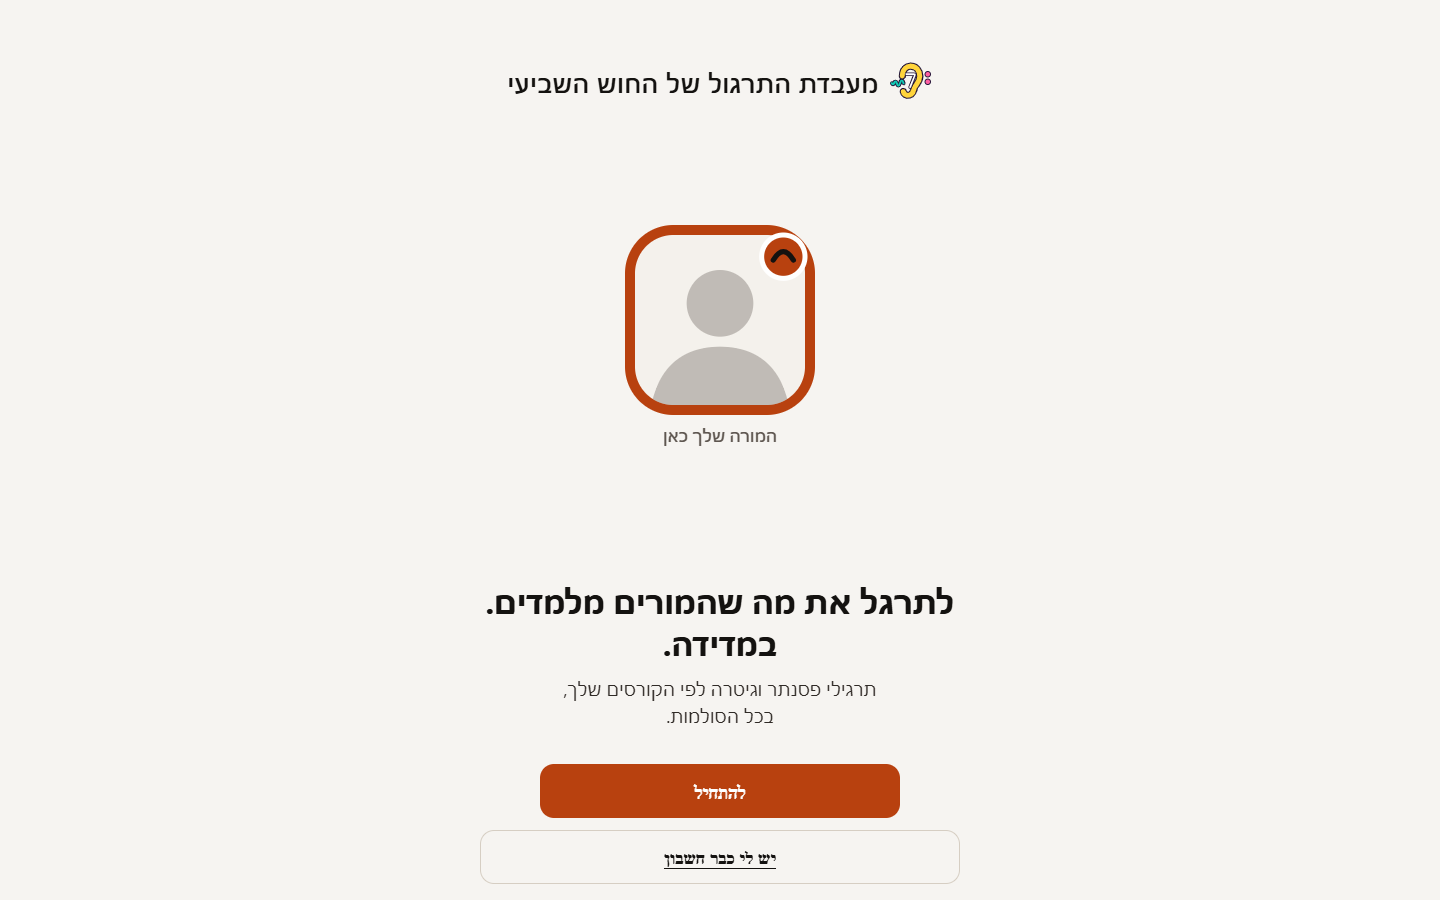 מעבדת התרגול של החוש השביעי
המורה שלך כאן
לתרגל את מה שהמורים מלמדים.
במדידה.
תרגילי פסנתר וגיטרה לפי הקורסים שלך,
בכל הסולמות.
להתחיל
יש לי כבר חשבון